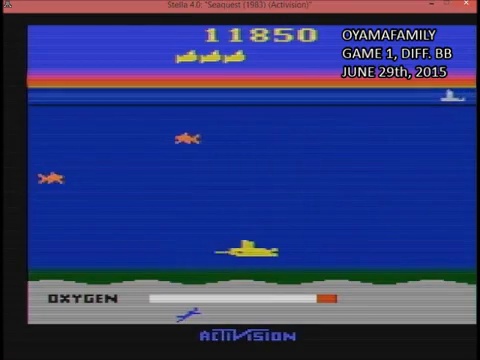 Stella 4.0: "Seaquest (1983) (Activision)"
11850
OYAMAFAMILY
GAME 1, DIFF. BB
JUNE 29th, 2015
OXYGEN
ACTIVISION